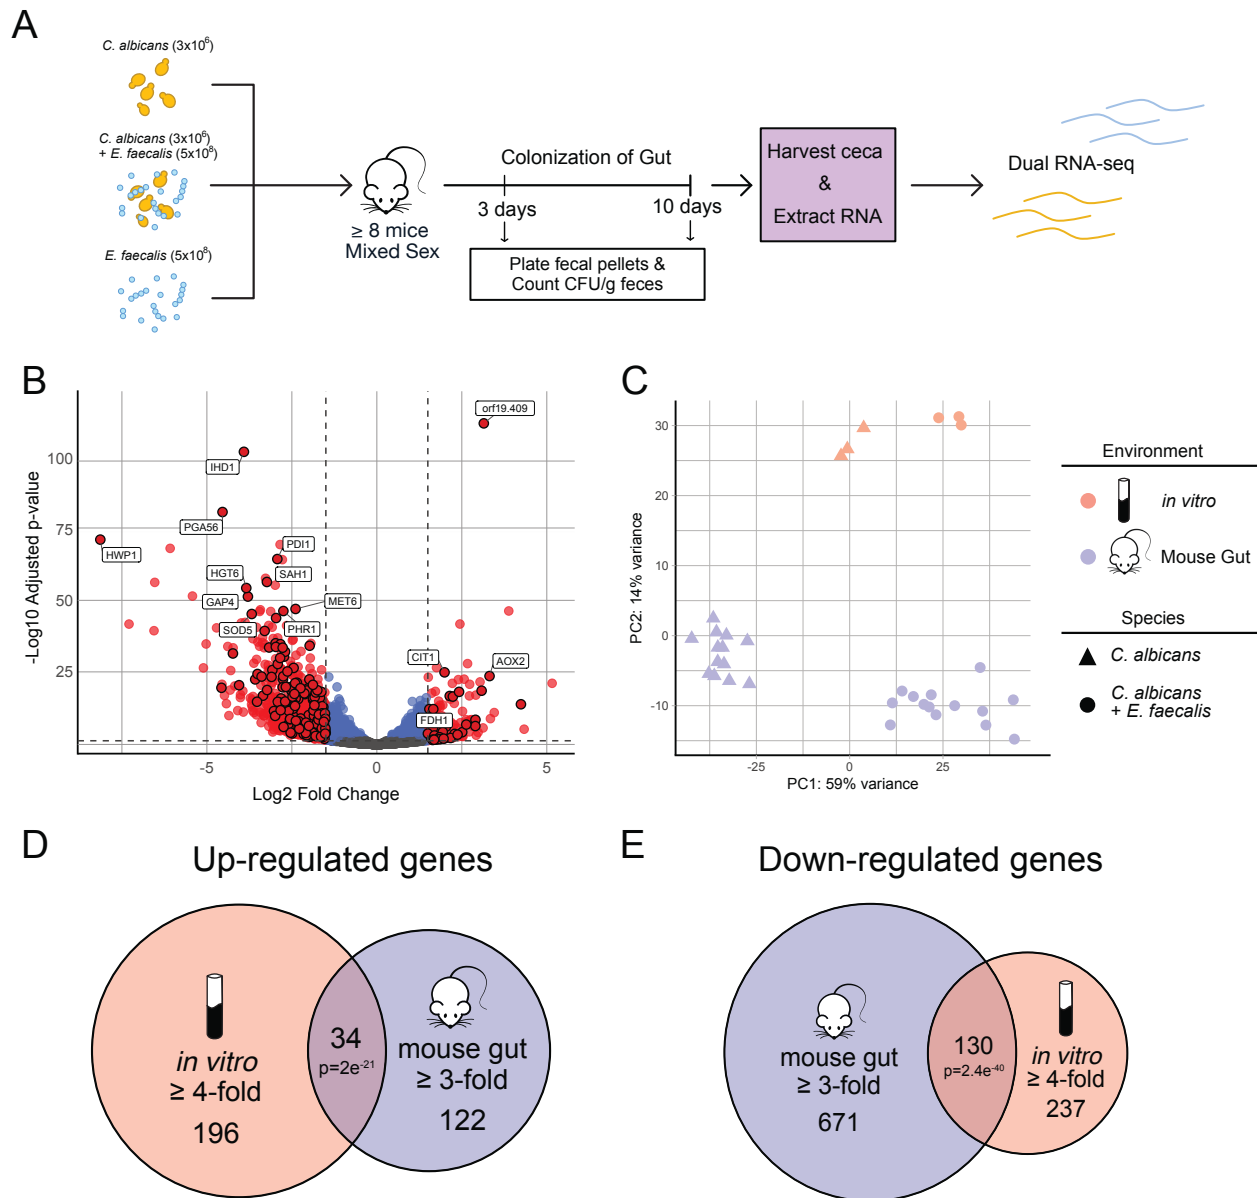 A
C. albicans (3x10⁶)
C. albicans (3x10⁶)
+ E. faecalis (5x10⁸)
E. faecalis (5x10⁸)
≥ 8 mice
Mixed Sex
Colonization of Gut
3 days
10 days
Plate fecal pellets &
Count CFU/g feces
Harvest ceca
&
Extract RNA
Dual RNA-seq
B
-Log10 Adjusted p-value
100
75
50
25
-5
0
5
Log2 Fold Change
orf19.409
IHD1
PGA56
HWP1
PDI1
HGT6
SAH1
GAP4
MET6
SOD5
PHR1
CIT1
AOX2
FDH1
C
PC2: 14% variance
30
20
10
0
-10
-25
0
25
PC1: 59% variance
Environment
in vitro
Mouse Gut
Species
C. albicans
C. albicans
+ E. faecalis
D
Up-regulated genes
in vitro
≥ 4-fold
196
34
p=2e⁻²¹
mouse gut
≥ 3-fold
122
E
Down-regulated genes
mouse gut
≥ 3-fold
671
130
p=2.4e⁻⁴⁰
in vitro
≥ 4-fold
237